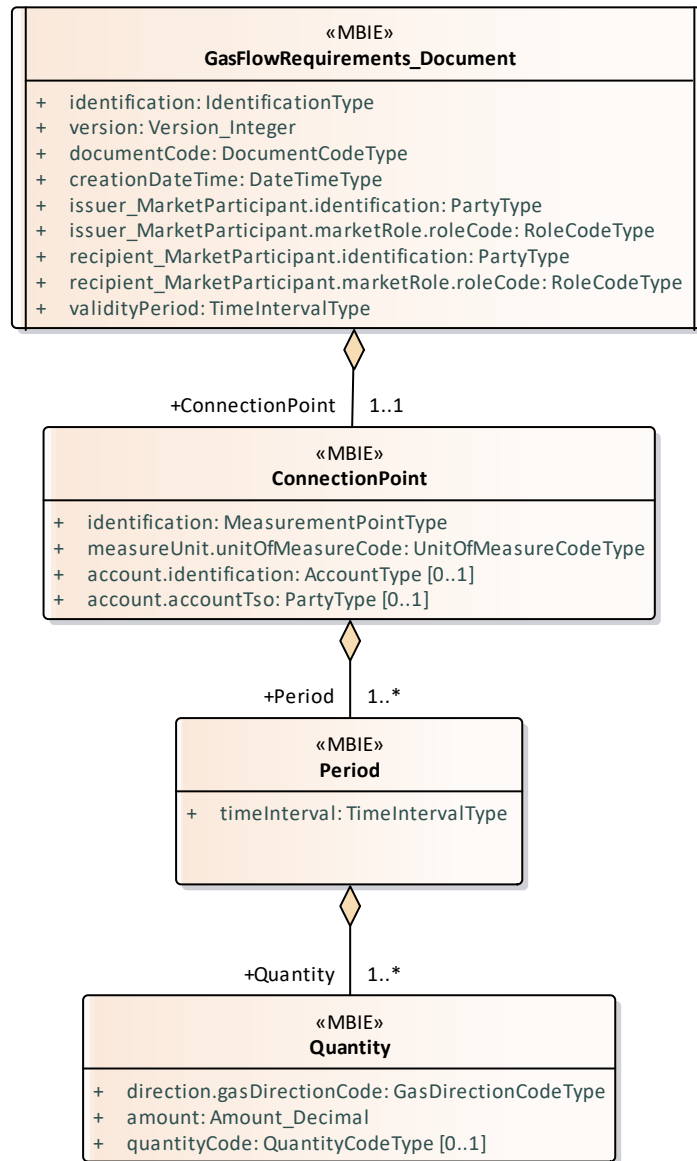 «MBIE»
GasFlowRequirements_Document
+ identification: IdentificationType
+ version: Version_Integer
+ documentCode: DocumentCodeType
+ creationDateTime: DateTimeType
+ issuer_MarketParticipant.identification: PartyType
+ issuer_MarketParticipant.marketRole.roleCode: RoleCodeType
+ recipient_MarketParticipant.identification: PartyType
+ recipient_MarketParticipant.marketRole.roleCode: RoleCodeType
+ validityPeriod: TimeIntervalType
+ConnectionPoint 1..1
«MBIE»
ConnectionPoint
+ identification: MeasurementPointType
+ measureUnit.unitOfMeasureCode: UnitOfMeasureCodeType
+ account.identification: AccountType [0..1]
+ account.accountTso: PartyType [0..1]
+Period 1..*
«MBIE»
Period
+ timeInterval: TimeIntervalType
+Quantity 1..*
«MBIE»
Quantity
+ direction.gasDirectionCode: GasDirectionCodeType
+ amount: Amount_Decimal
+ quantityCode: QuantityCodeType [0..1]